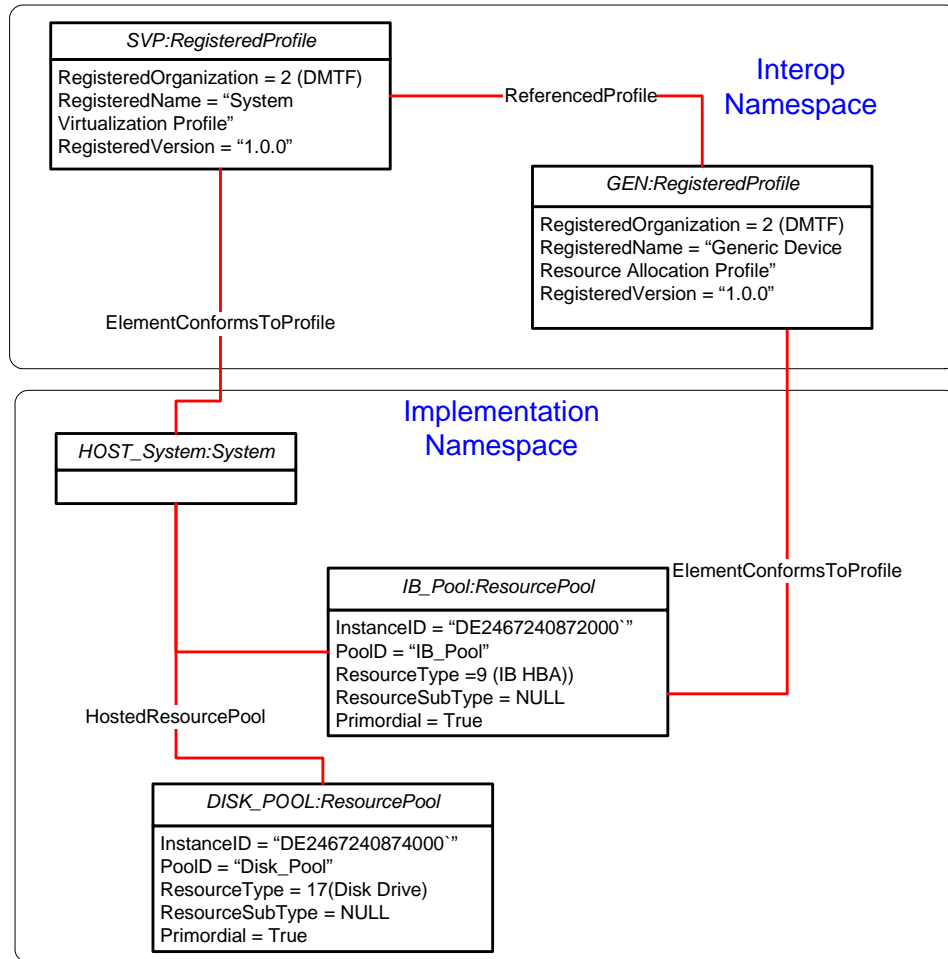 SVP:RegisteredProfile
RegisteredOrganization = 2 (DMTF)
RegisteredName = “System
Virtualization Profile”
RegisteredVersion = “1.0.0”
Interop
Namespace
ReferencedProfile
GEN:RegisteredProfile
RegisteredOrganization = 2 (DMTF)
RegisteredName = “Generic Device
Resource Allocation Profile”
RegisteredVersion = “1.0.0”
ElementConformsToProfile
Implementation
Namespace
HOST_System:System
ElementConformsToProfile
IB_Pool:ResourcePool
InstanceID = “DE2467240872000`”
PoolD = “IB_Pool”
ResourceType =9 (IB HBA))
ResourceSubType = NULL
Primordial = True
HostedResourcePool
DISK_POOL:ResourcePool
InstanceID = “DE2467240874000`”
PoolD = “Disk_Pool”
ResourceType = 17(Disk Drive)
ResourceSubType = NULL
Primordial = True